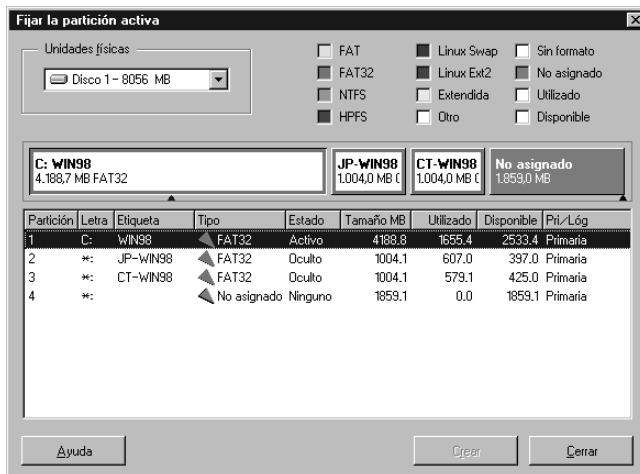 Fijar la partición activa
Unidades físicas
Disco 1 - 8056 MB
FAT
FAT32
NTFS
HPFS
Linux Swap
Linux Ext2
Extendida
Otro
Sin formato
No asignado
Utilizado
Disponible
C: WIN98
4.188,7 MB FAT32
JP-WIN98
1.004,0 MB (
CT-WIN98
1.004,0 MB (
No asignado
1.859,0 MB
Partición Letra Etiqueta Tipo Estado Tamaño MB Utilizado Disponible Pri/Lóg
1 C: WIN98 FAT32 Activo 4188.8 1655.4 2533.4 Primaria
2 *: JP-WIN98 FAT32 Oculto 1004.1 607.0 397.0 Primaria
3 *: CT-WIN98 FAT32 Oculto 1004.1 579.1 425.0 Primaria
4 *: No asignado Ninguno 1859.1 0.0 1859.1 Primaria
Ayuda
Crear
Cerrar